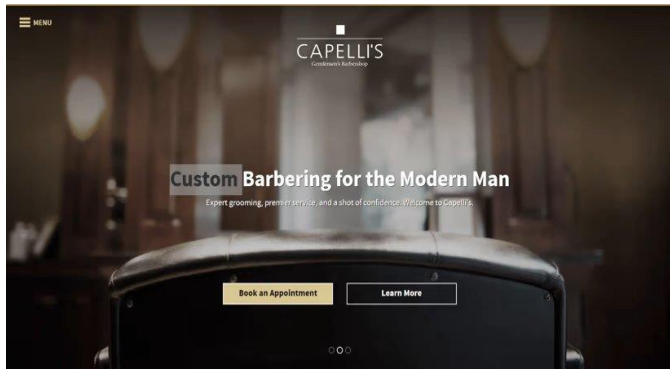 MENU
CAPELLI'S
Gentlemen's Barbershop
Custom Barbering for the Modern Man
Expert grooming, premier service, and a shot of confidence. Welcome to Capelli's.
Book an Appointment
Learn More